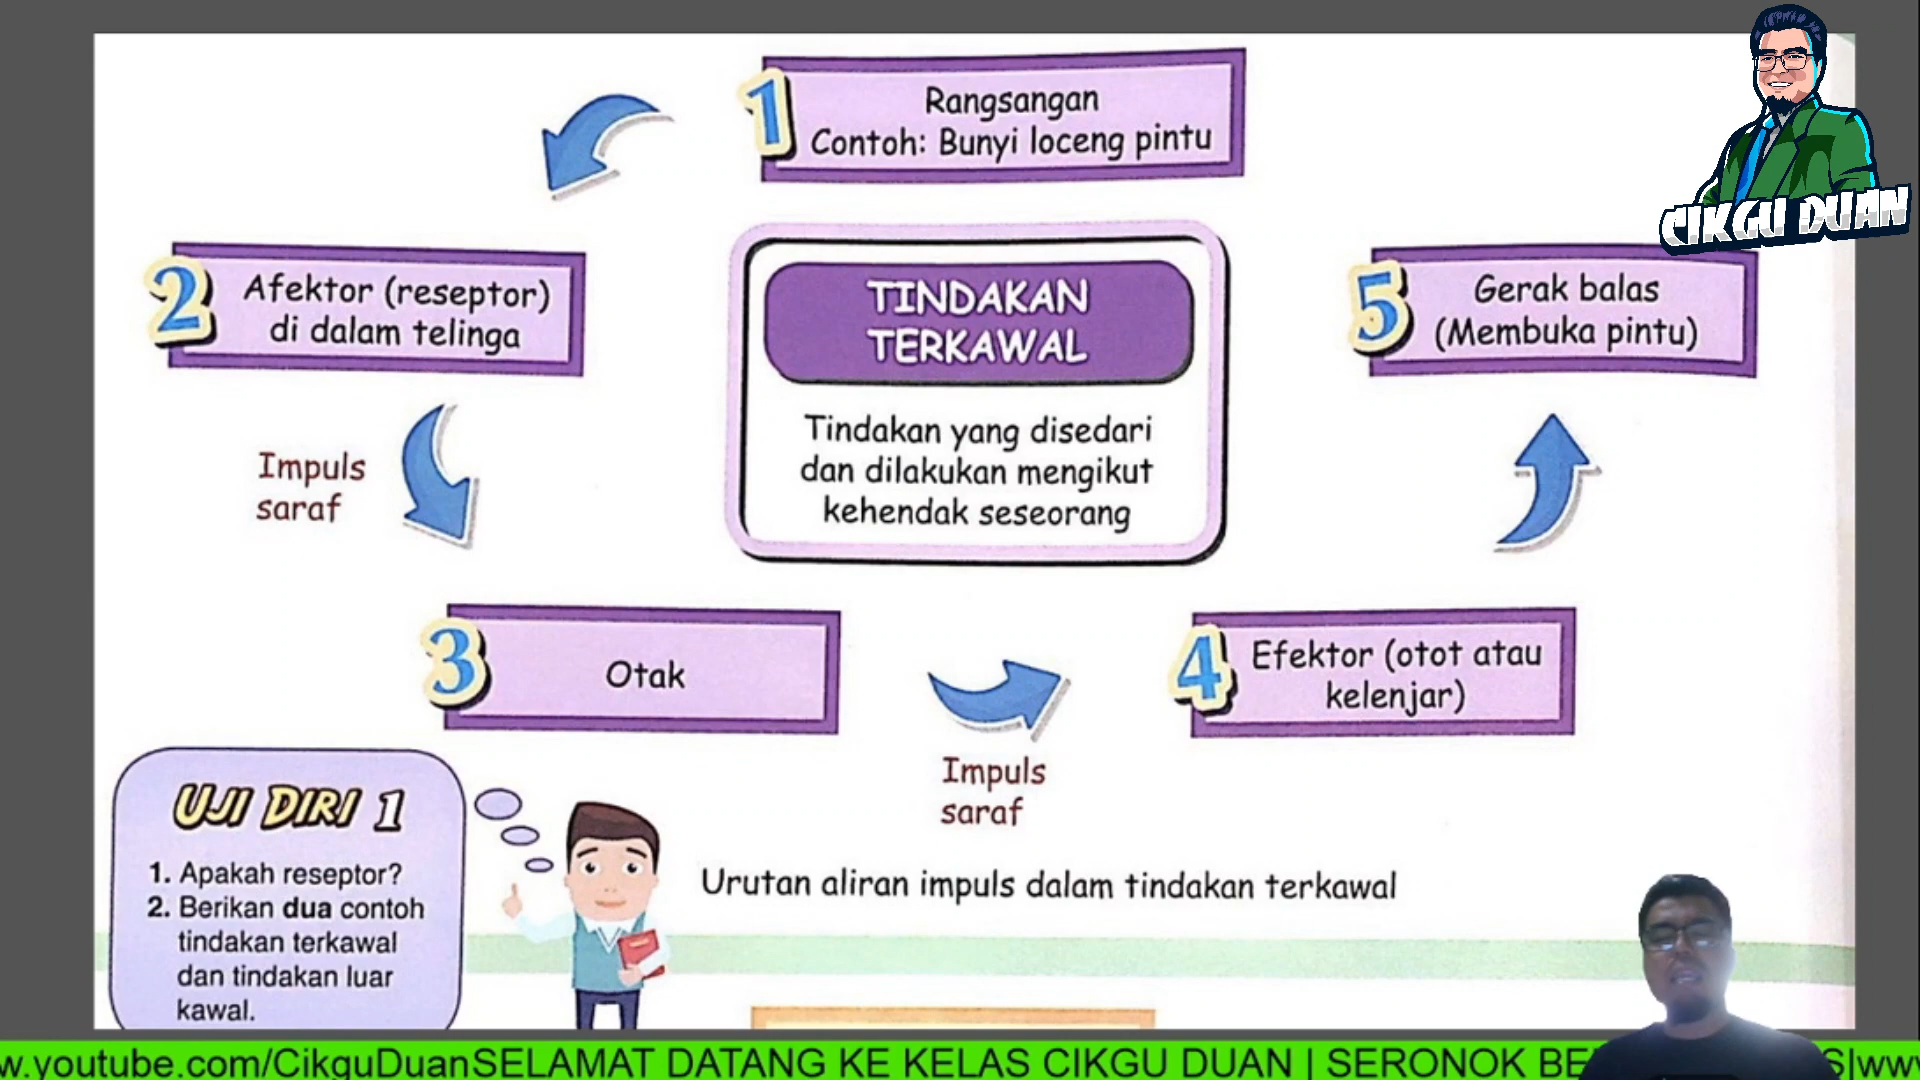 1
Rangsangan
Contoh: Bunyi loceng pintu
CIKGU DUAN
2
Afektor (reseptor)
di dalam telinga
TINDAKAN
TERKAWAL
Tindakan yang disedari
dan dilakukan mengikut
kehendak seseorang
5
Gerak balas
(Membuka pintu)
Impuls
saraf
3
Otak
4
Efektor (otot atau
kelenjar)
Impuls
saraf
UJI DIRI 1
1. Apakah reseptor?
2. Berikan dua contoh
tindakan terkawal
dan tindakan luar
kawal.
Urutan aliran impuls dalam tindakan terkawal
w.youtube.com/CikguDuanSELAMAT DATANG KE KELAS CIKGU DUAN | SERONOK BE S|www